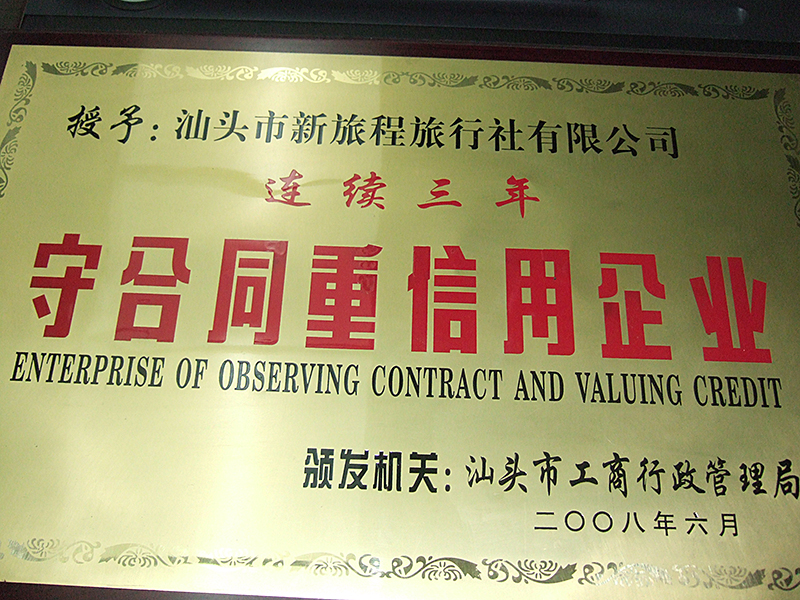 授予：汕头市新旅程旅行社有限公司
连续三年
守合同重信用企业
ENTERPRISE OF OBSERVING CONTRACT AND VALUING CREDIT
颁发机关：汕头市工商行政管理局
二〇〇八年六月